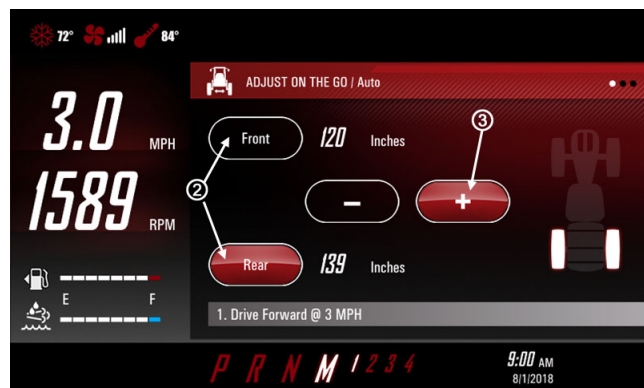 72° 84°
ADJUST ON THE GO / Auto
3.0 MPH
Front 120 Inches
③
②
1589 RPM
− +
Rear 139 Inches
E F
1. Drive Forward @ 3 MPH
P R N M 1 2 3 4
9:00 AM
8/1/2018